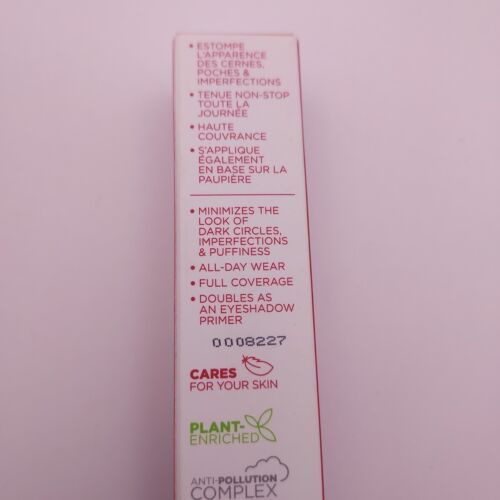 • ESTOMPE
L'APPARENCE
DES CERNES,
POCHES &
IMPERFECTIONS
• TENUE NON-STOP
TOUTE LA
JOURNÉE
• HAUTE
COUVRANCE
• S'APPLIQUE
ÉGALEMENT
EN BASE SUR LA
PAUPIÈRE
• MINIMIZES THE
LOOK OF
DARK CIRCLES,
IMPERFECTIONS
& PUFFINESS
• ALL-DAY WEAR
• FULL COVERAGE
• DOUBLES AS
AN EYESHADOW
PRIMER
0008227
CARES
FOR YOUR SKIN
PLANT-
ENRICHED
ANTI-POLLUTION
COMPLEX